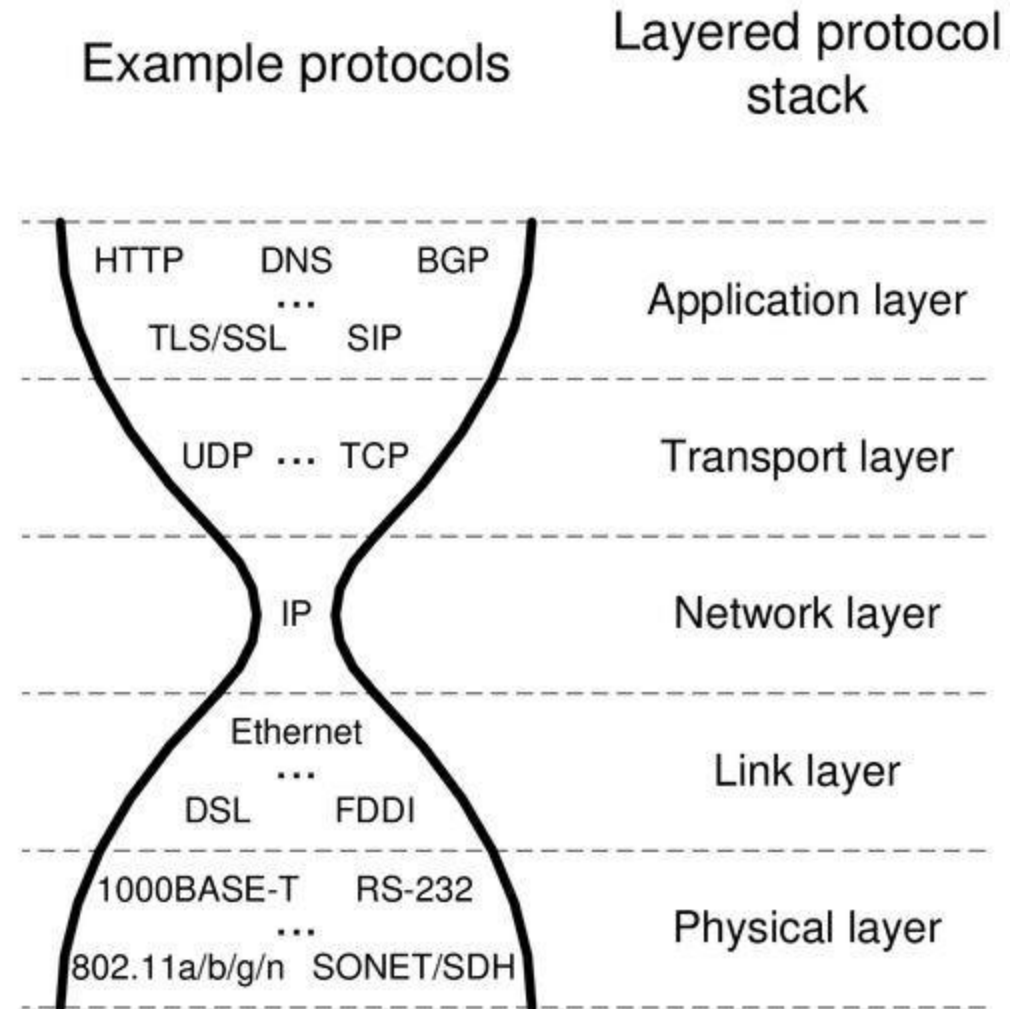 Example protocols
Layered protocol
stack
HTTP DNS BGP
...
TLS/SSL SIP
Application layer
UDP ... TCP
Transport layer
IP
Network layer
Ethernet
...
DSL FDDI
Link layer
1000BASE-T RS-232
...
802.11a/b/g/n SONET/SDH
Physical layer